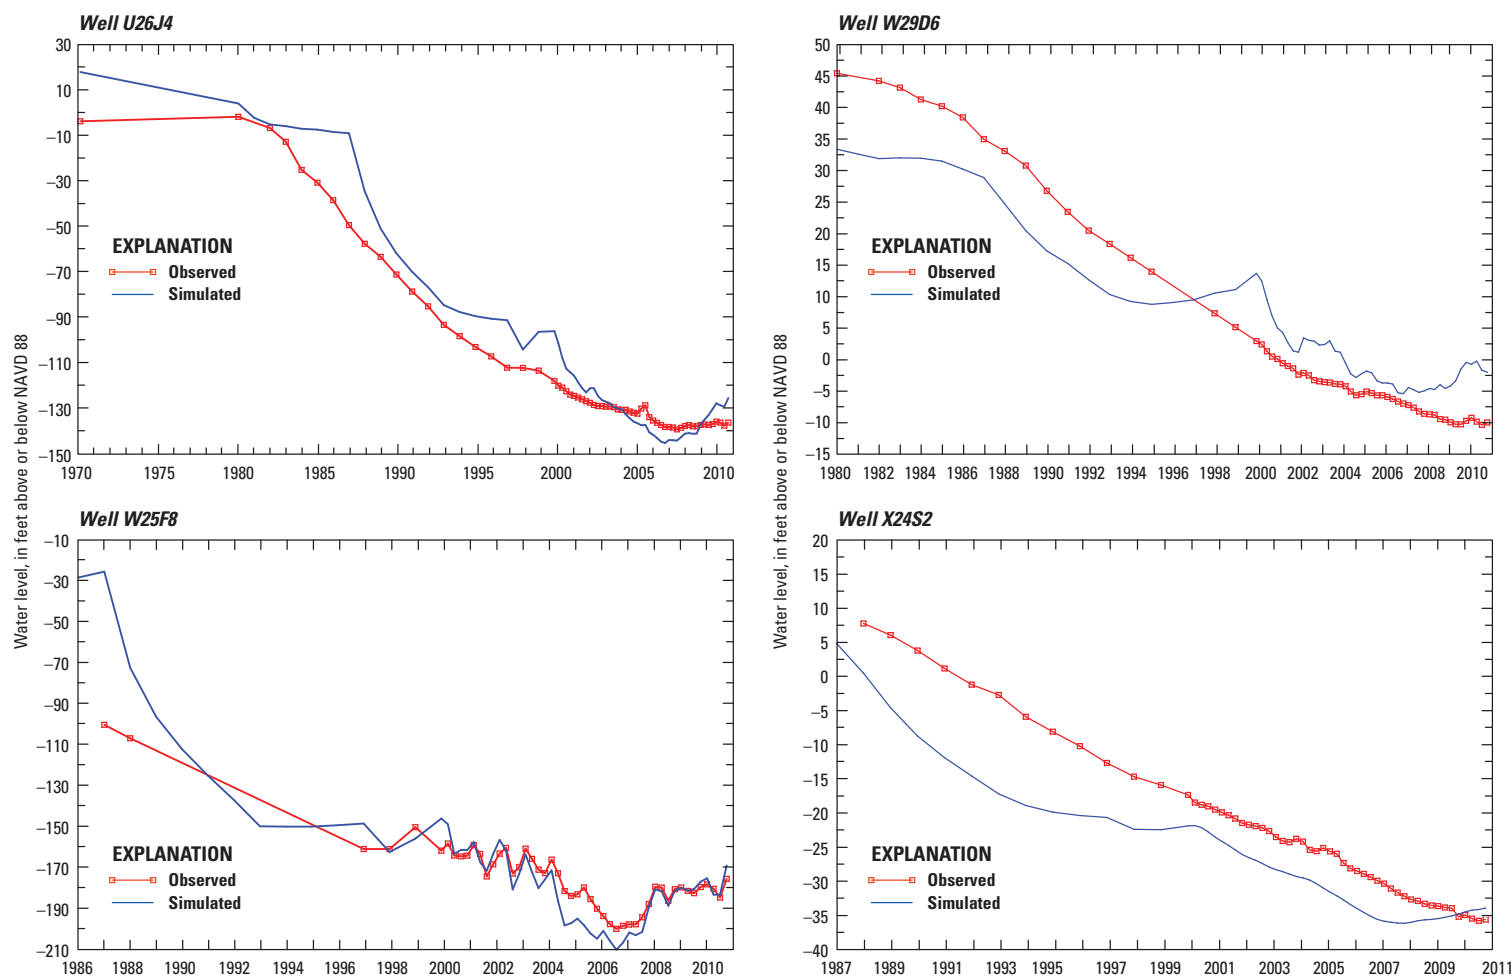 Well U26J4
30
10
−10
−30
−50
−70
−90
−110
−130
−150
1970 1975 1980 1985 1990 1995 2000 2005 2010
EXPLANATION
Observed
Simulated
Water level, in feet above or below NAVD 88
Well W29D6
50
45
40
35
30
25
20
15
10
5
0
−5
−10
−15
1980 1982 1984 1986 1988 1990 1992 1994 1996 1998 2000 2002 2004 2006 2008 2010
EXPLANATION
Observed
Simulated
Water level, in feet above or below NAVD 88
Well W25F8
−10
−30
−50
−70
−90
−110
−130
−150
−170
−190
−210
1986 1988 1990 1992 1994 1996 1998 2000 2002 2004 2006 2008 2010
EXPLANATION
Observed
Simulated
Well X24S2
20
15
10
5
0
−5
−10
−15
−20
−25
−30
−35
−40
1987 1989 1991 1993 1995 1997 1999 2001 2003 2005 2007 2009 2011
EXPLANATION
Observed
Simulated